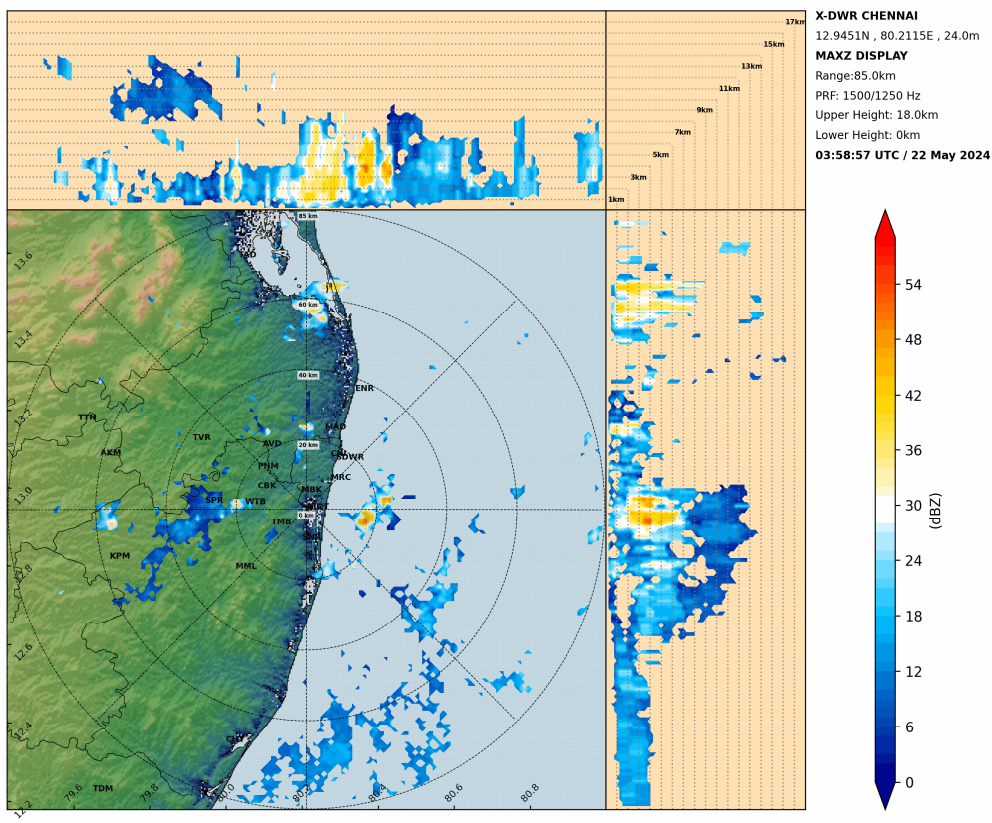 X-DWR CHENNAI
12.9451N , 80.2115E , 24.0m
MAXZ DISPLAY
Range:85.0km
PRF: 1500/1250 Hz
Upper Height: 18.0km
Lower Height: 0km
03:58:57 UTC / 22 May 2024
17km
15km
13km
11km
9km
7km
5km
3km
1km
85 km
60 km
40 km
20 km
0 km
13.6
13.4
13.2
13.0
12.8
12.6
12.4
12.2
79.6
79.8
80.0
80.2
80.4
80.6
80.8
ENR
TTN
MAD
TVR
AVD
AKM
SDWR
PNM
MRC
CBK
MBK
SPR
WTB
TMB
KPM
MML
TDM
54
48
42
36
30
24
18
12
6
0
(dBZ)